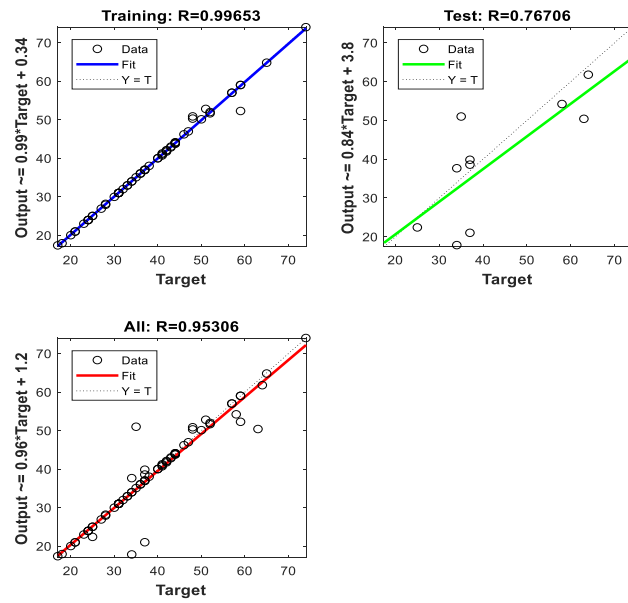 Training: R=0.99653
Output ~= 0.99*Target + 0.34
Data
Fit
Y = T
70
60
50
40
30
20
20 30 40 50 60 70
Target
Test: R=0.76706
Output ~= 0.84*Target + 3.8
Data
Fit
Y = T
70
60
50
40
30
20
20 30 40 50 60 70
Target
All: R=0.95306
Output ~= 0.96*Target + 1.2
Data
Fit
Y = T
70
60
50
40
30
20
20 30 40 50 60 70
Target